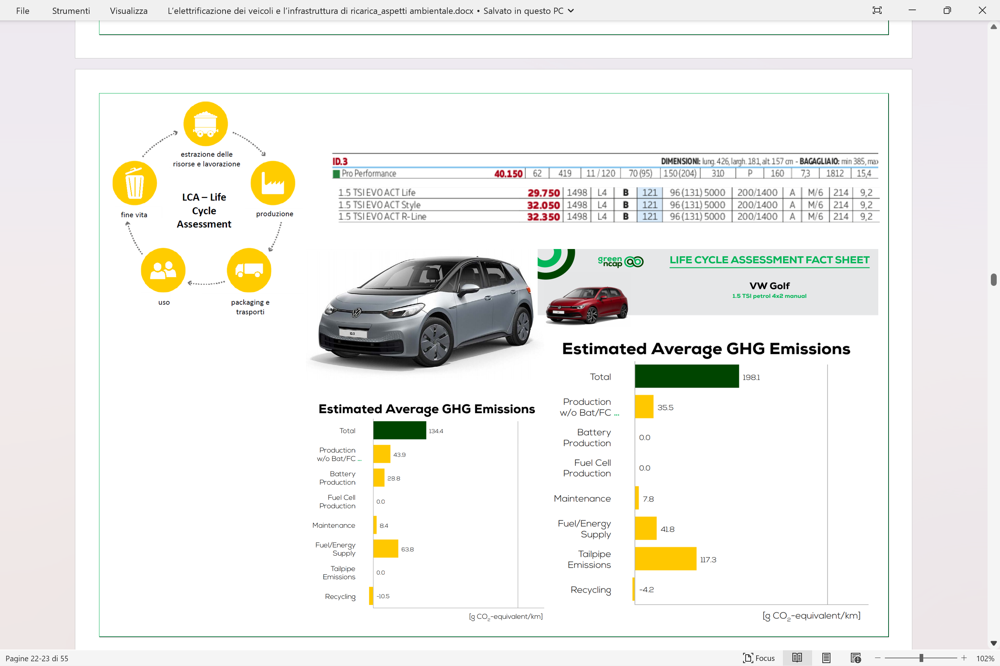 File Strumenti Visualizza L’elettrificazione dei veicoli e l’infrastruttura di ricarica_aspetti ambientale.docx • Salvato in questo PC
estrazione delle
risorse e lavorazione
produzione
packaging e
trasporti
uso
fine vita
LCA – Life
Cycle
Assessment
ID.3 DIMENSIONI: lung. 426, largh. 181, alt. 157 cm - BAGAGLIAIO: min 385, max
Pro Performance 40.150 62 419 11 / 120 70 (95) 150 (204) 310 P 160 7,3 1812 15,4
1.5 TSI EVO ACT Life 29.750 1498 L4 B 121 96 (131) 5000 200/1400 A M/6 214 9,2
1.5 TSI EVO ACT Style 32.050 1498 L4 B 121 96 (131) 5000 200/1400 A M/6 214 9,2
1.5 TSI EVO ACT R-Line 32.350 1498 L4 B 121 96 (131) 5000 200/1400 A M/6 214 9,2
ID.3
green
ncap
LIFE CYCLE ASSESSMENT FACT SHEET
VW Golf
1.5 TSI petrol 4x2 manual
Estimated Average GHG Emissions
Total 134.4
Production
w/o Bat/FC ... 43.9
Battery
Production 28.8
Fuel Cell
Production 0.0
Maintenance 8.4
Fuel/Energy
Supply 63.8
Tailpipe
Emissions 0.0
Recycling -10.5
[g CO₂-equivalent/km]
Estimated Average GHG Emissions
Total 198.1
Production
w/o Bat/FC ... 35.5
Battery
Production 0.0
Fuel Cell
Production 0.0
Maintenance 7.8
Fuel/Energy
Supply 41.8
Tailpipe
Emissions 117.3
Recycling -4.2
[g CO₂-equivalent/km]
Pagine 22-23 di 55 Focus 102%